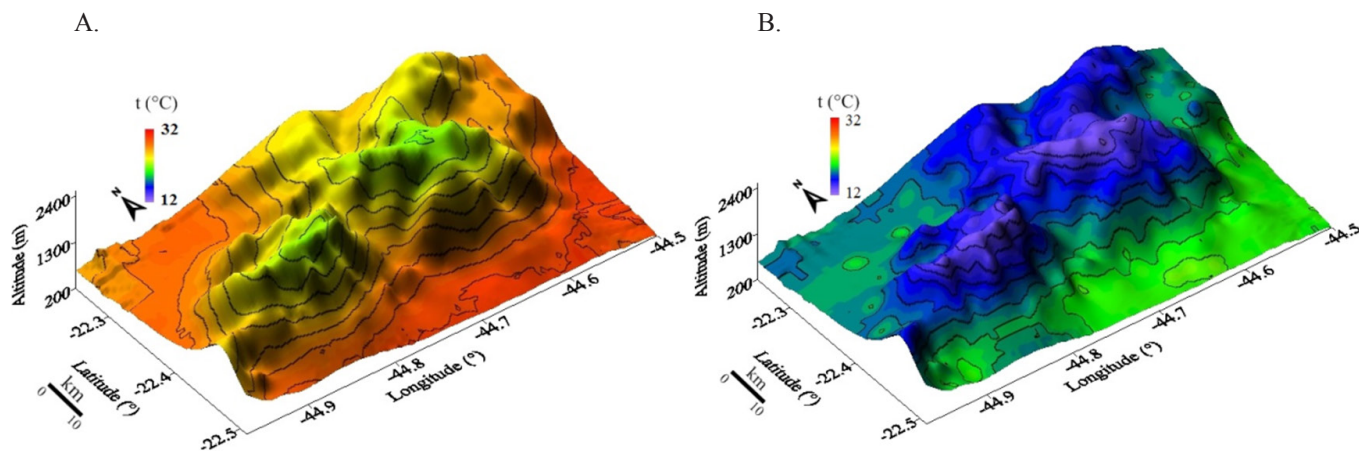 A.
t (°C)
32
12
N
2400
1300
200
Altitude (m)
-22.3
-22.4
-22.5
Latitude (°)
0 km 10
-44.9
-44.8
-44.7
-44.6
-44.5
Longitude (°)
B.
t (°C)
32
12
N
2400
1300
200
Altitude (m)
-22.3
-22.4
-22.5
Latitude (°)
0 km 10
-44.9
-44.8
-44.7
-44.6
-44.5
Longitude (°)